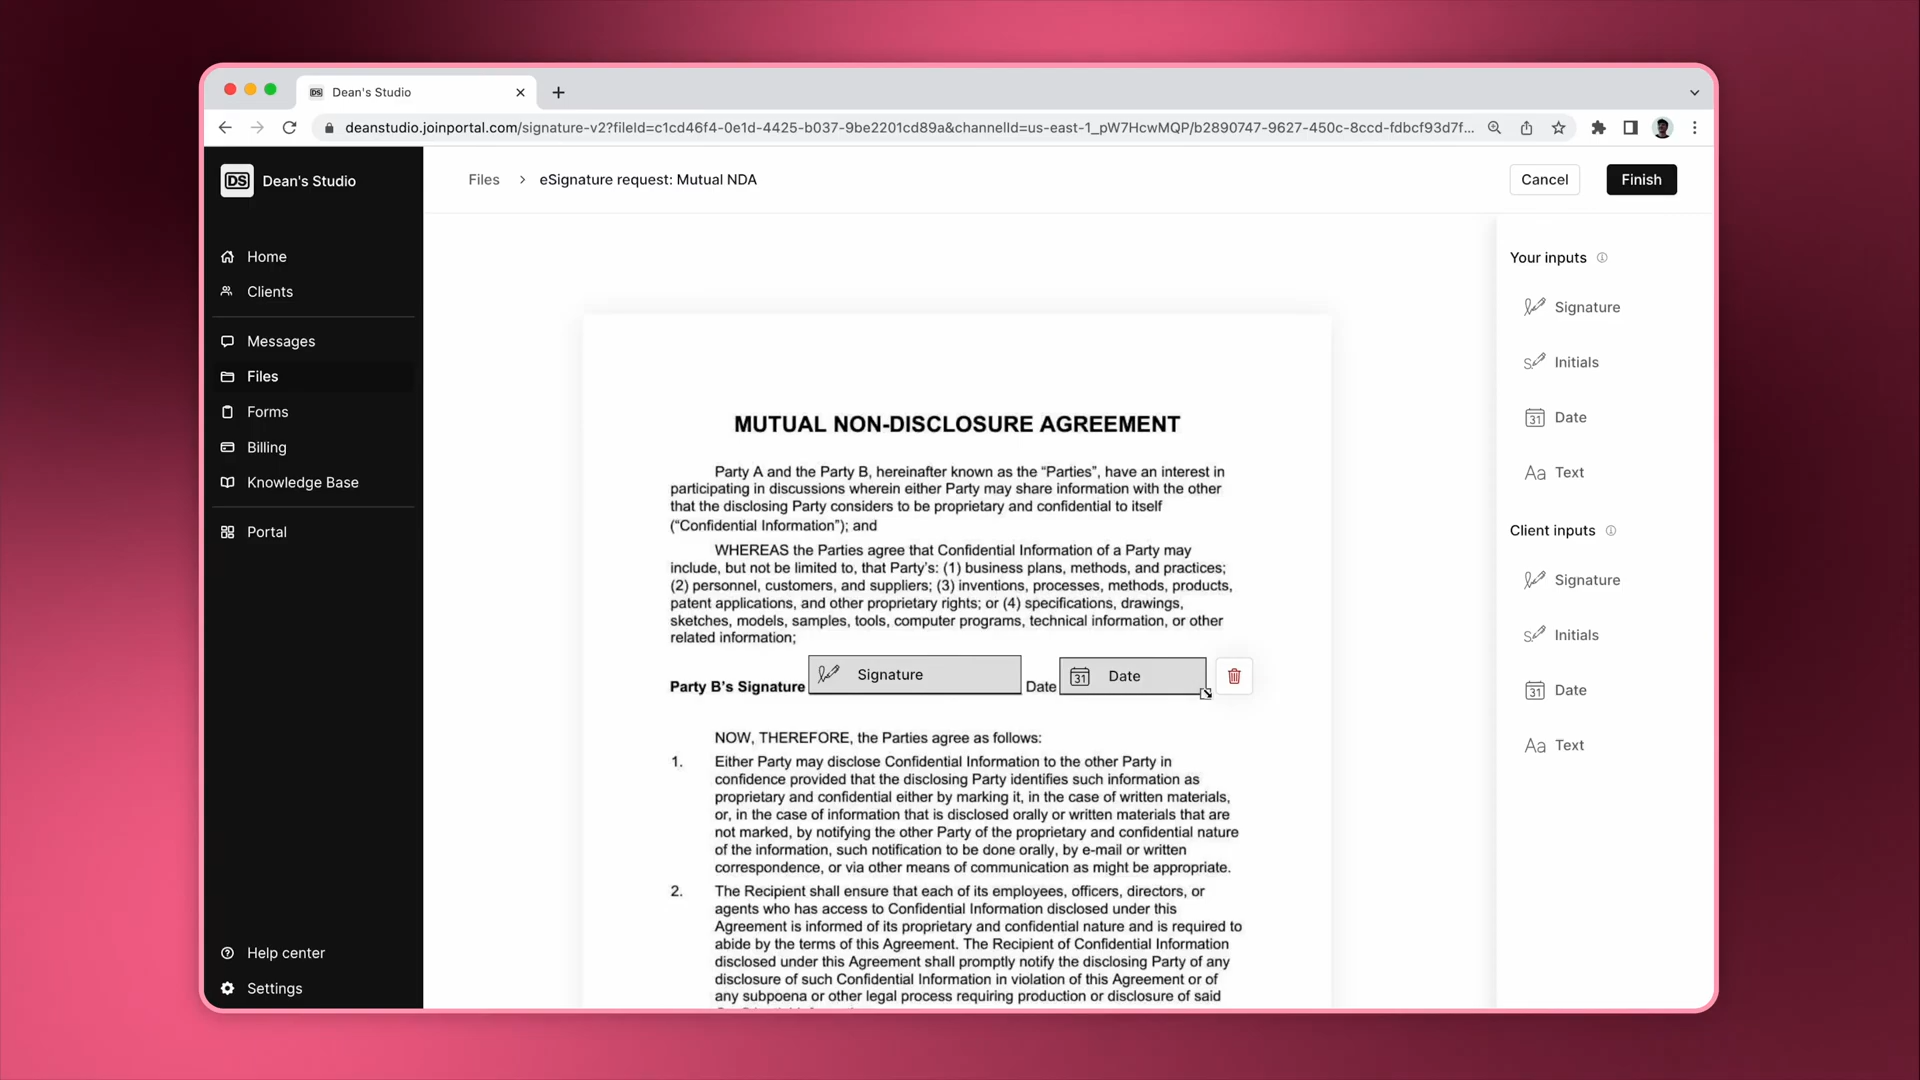 Dean's Studio
deanstudio.joinportal.com/signature-v2?fileId=c1cd46f4-0e1d-4425-b037-9be2201cd89a&channelId=us-east-1_pW7HcwMQP/b2890747-9627-450c-8ccd-fdbcf93d7f...
DS Dean's Studio
Home
Clients
Messages
Files
Forms
Billing
Knowledge Base
Portal
Help center
Settings
Files > eSignature request: Mutual NDA
Cancel
Finish
MUTUAL NON-DISCLOSURE AGREEMENT
Party A and the Party B, hereinafter known as the “Parties”, have an interest in
participating in discussions wherein either Party may share information with the other
that the disclosing Party considers to be proprietary and confidential to itself
(“Confidential Information”); and
WHEREAS the Parties agree that Confidential Information of a Party may
include, but not be limited to, that Party’s: (1) business plans, methods, and practices;
(2) personnel, customers, and suppliers; (3) inventions, processes, methods, products,
patent applications, and other proprietary rights; or (4) specifications, drawings,
sketches, models, samples, tools, computer programs, technical information, or other
related information;
Party B’s Signature Signature Date 31 Date
NOW, THEREFORE, the Parties agree as follows:
1. Either Party may disclose Confidential Information to the other Party in
confidence provided that the disclosing Party identifies such information as
proprietary and confidential either by marking it, in the case of written materials,
or, in the case of information that is disclosed orally or written materials that are
not marked, by notifying the other Party of the proprietary and confidential nature
of the information, such notification to be done orally, by e-mail or written
correspondence, or via other means of communication as might be appropriate.
2. The Recipient shall ensure that each of its employees, officers, directors, or
agents who has access to Confidential Information disclosed under this
Agreement is informed of its proprietary and confidential nature and is required to
abide by the terms of this Agreement. The Recipient of Confidential Information
disclosed under this Agreement shall promptly notify the disclosing Party of any
disclosure of such Confidential Information in violation of this Agreement or of
any subpoena or other legal process requiring production or disclosure of said
Your inputs
Signature
Initials
31 Date
Aa Text
Client inputs
Signature
Initials
31 Date
Aa Text